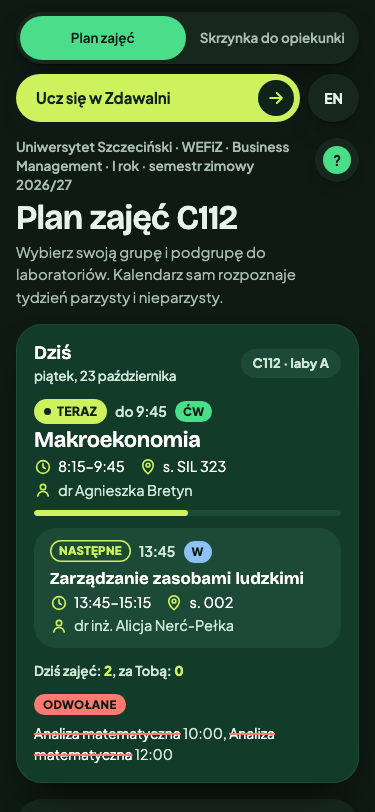 Plan zajęć
Skrzynka do opiekunki
Ucz się w Zdawalni
EN
Uniwersytet Szczeciński · WEFiZ · Business
Management · I rok · semestr zimowy
2026/27
?
Plan zajęć C112
Wybierz swoją grupę i podgrupę do
laboratoriów. Kalendarz sam rozpoznaje
tydzień parzysty i nieparzysty.
Dziś
piątek, 23 października
C112 · laby A
TERAZ do 9:45 ĆW
Makroekonomia
8:15–9:45 s. SIL 323
dr Agnieszka Bretyn
NASTĘPNE 13:45 W
Zarządzanie zasobami ludzkimi
13:45–15:15 s. 002
dr inż. Alicja Nerć-Pełka
Dziś zajęć: 2, za Tobą: 0
ODWOŁANE
Analiza matematyczna 10:00, Analiza
matematyczna 12:00